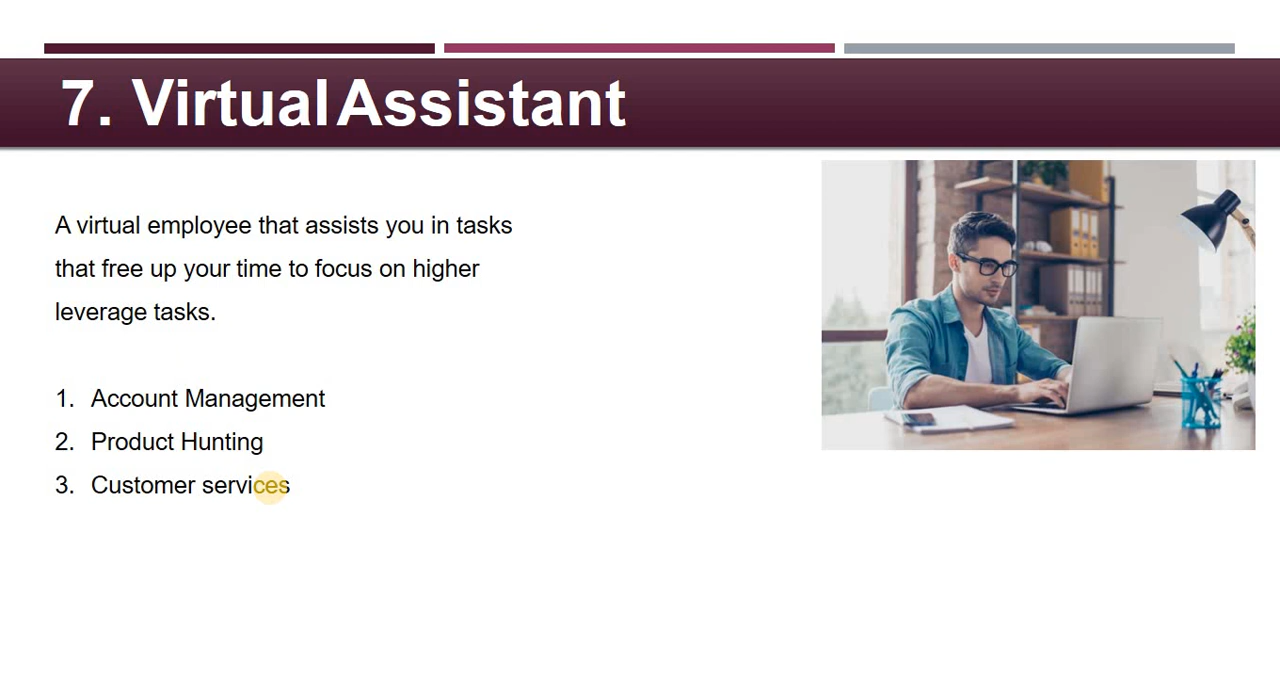 7. Virtual Assistant
A virtual employee that assists you in tasks
that free up your time to focus on higher
leverage tasks.
1. Account Management
2. Product Hunting
3. Customer services